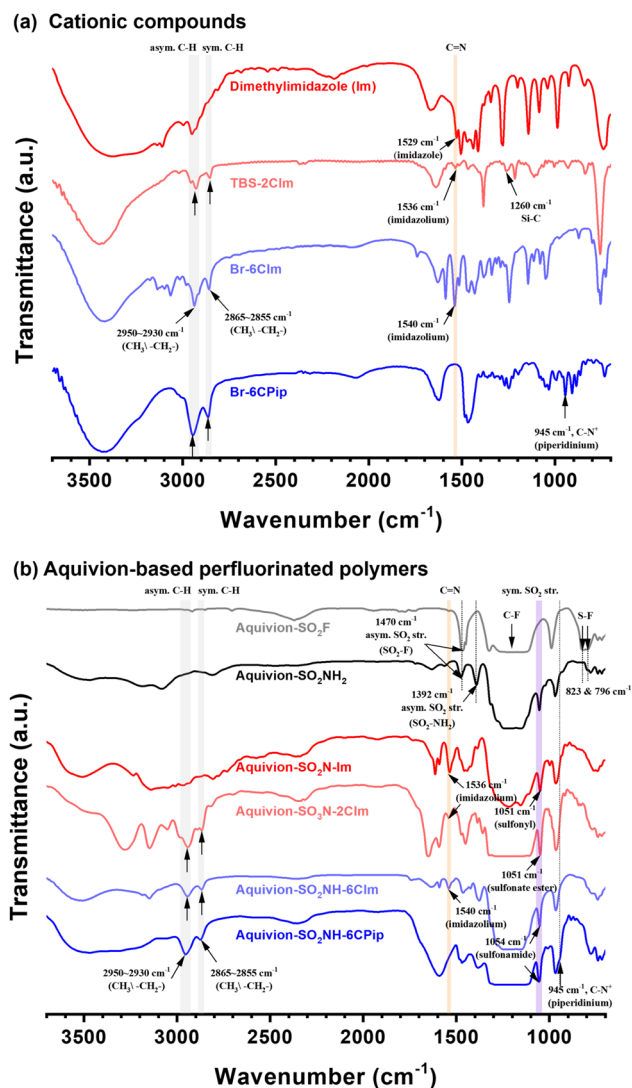 (a) Cationic compounds
asym. C-H sym. C-H C=N
Dimethylimidazole (Im)
1529 cm⁻¹
(imidazole)
TBS-2CIm
1536 cm⁻¹
(imidazolium)
1260 cm⁻¹
Si-C
Br-6CIm
2950~2930 cm⁻¹
(CH₃\ -CH₂-)
2865~2855 cm⁻¹
(CH₃\ -CH₂-)
1540 cm⁻¹
(imidazolium)
Br-6CPip
945 cm⁻¹, C-N⁺
(piperidinium)
Transmittance (a.u.)
3500 3000 2500 2000 1500 1000
Wavenumber (cm⁻¹)
(b) Aquivion-based perfluorinated polymers
asym. C-H sym. C-H C=N sym. SO₂ str.
Aquivion-SO₂F
1470 cm⁻¹
asym. SO₂ str.
(SO₂-F)
C-F
S-F
Aquivion-SO₂NH₂
1392 cm⁻¹
asym. SO₂ str.
(SO₂-NH₂)
823 & 796 cm⁻¹
Aquivion-SO₂N-Im
1536 cm⁻¹
(imidazolium)
1051 cm⁻¹
(sulfonyl)
Aquivion-SO₃N-2CIm
1051 cm⁻¹
(sulfonate ester)
Aquivion-SO₂NH-6CIm
1540 cm⁻¹
(imidazolium)
1054 cm⁻¹
(sulfonamide)
Aquivion-SO₂NH-6CPip
2950~2930 cm⁻¹
(CH₃\ -CH₂-)
2865~2855 cm⁻¹
(CH₃\ -CH₂-)
945 cm⁻¹, C-N⁺
(piperidinium)
Transmittance (a.u.)
3500 3000 2500 2000 1500 1000
Wavenumber (cm⁻¹)